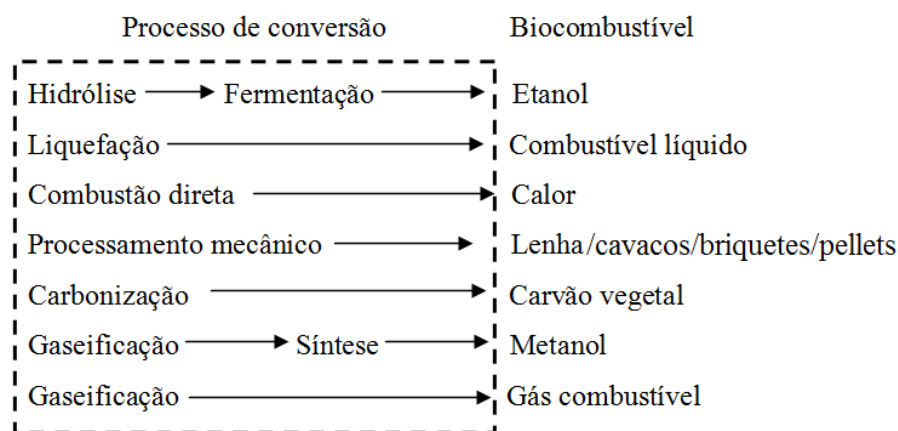 Processo de conversão Biocombustível
Hidrólise Fermentação Etanol
Liquefação Combustível líquido
Combustão direta Calor
Processamento mecânico Lenha/cavacos/briquetes/pellets
Carbonização Carvão vegetal
Gaseificação Síntese Metanol
Gaseificação Gás combustível